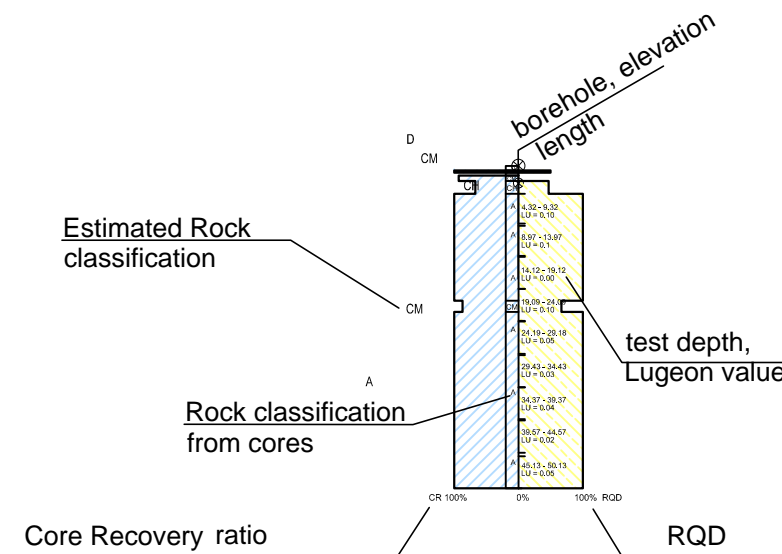 borehole, elevation
length
D
CM
CH
CH
Estimated Rock
classification
A
4.32 - 9.32
LU = 0.10
A
8.97 - 13.97
LU = 0.1
A
14.12 - 19.12
LU = 0.00
CM
CM
19.09 - 24.09
LU = 0.10
A
24.19 - 29.18
LU = 0.05
test depth,
Lugeon value
29.43 - 34.43
LU = 0.03
A
Rock classification
from cores
A
34.37 - 39.37
LU = 0.04
39.57 - 44.57
LU = 0.02
A
45.13 - 50.13
LU = 0.05
CR 100%
0%
100% RQD
Core Recovery ratio
RQD